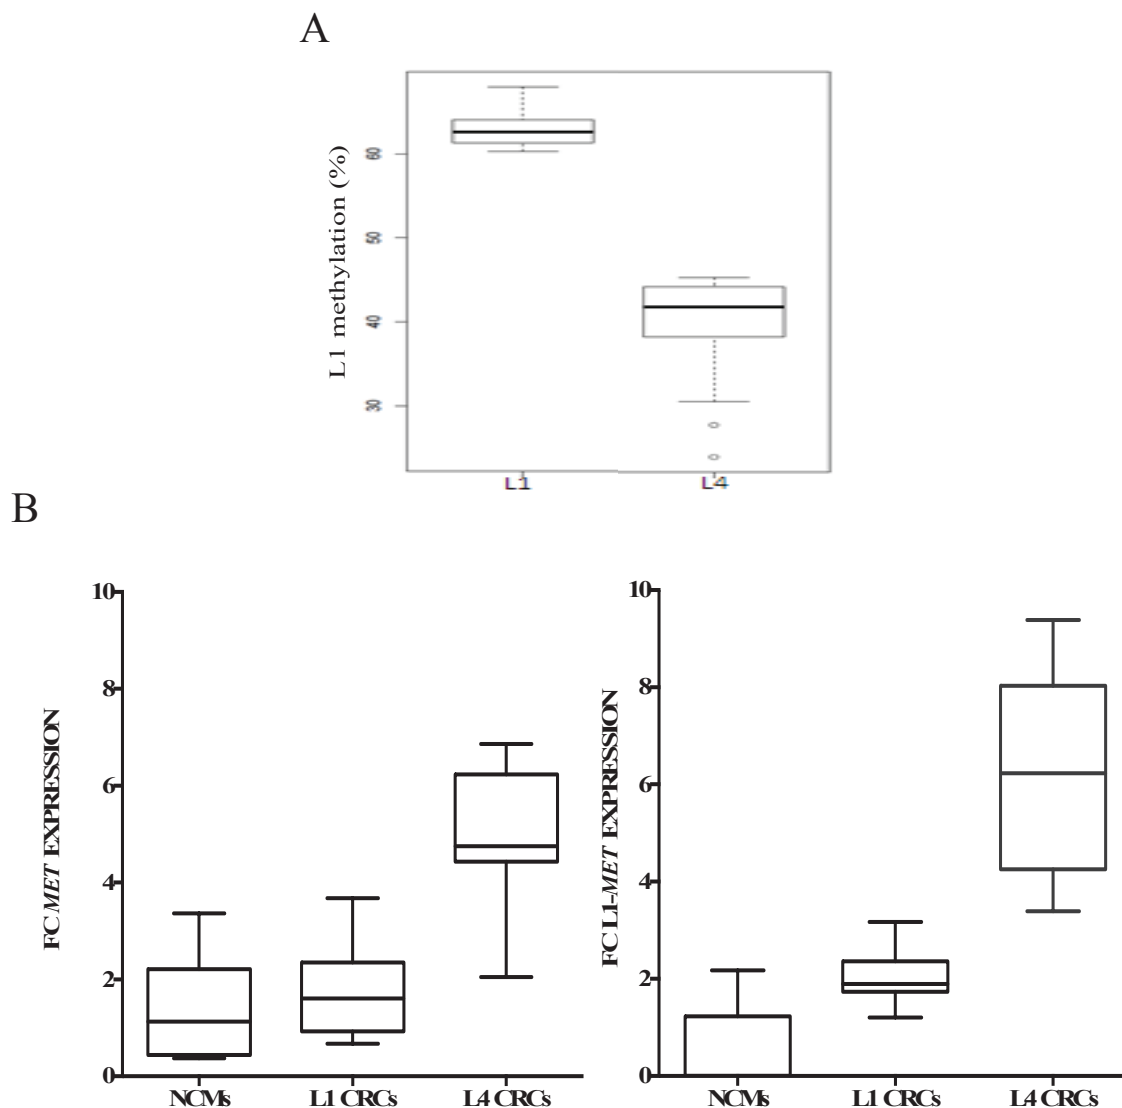 A
L1 methylation (%)
60
50
40
30
L1
L4
B
FC MET EXPRESSION
10
8
6
4
2
0
NCMs
L1 CRCs
L4 CRCs
FC L1-MET EXPRESSION
10
8
6
4
2
0
NCMs
L1 CRCs
L4 CRCs